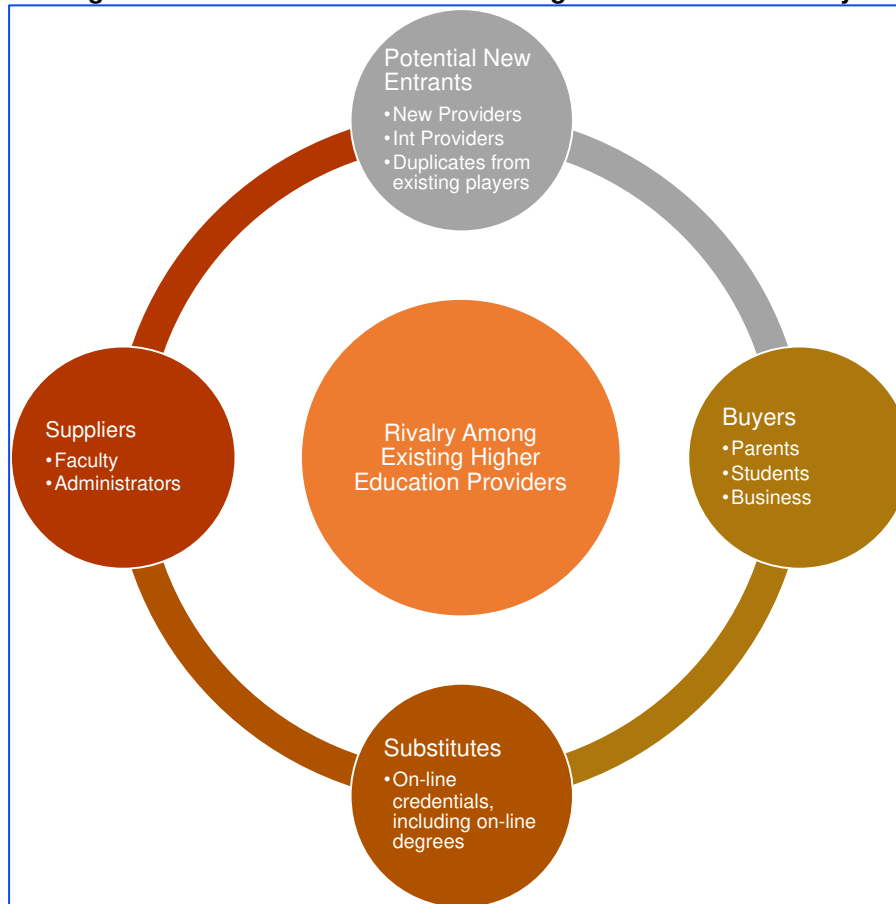 Potential New
Entrants
•New Providers
•Int Providers
•Duplicates from
existing players
Suppliers
•Faculty
•Administrators
Rivalry Among
Existing Higher
Education Providers
Buyers
•Parents
•Students
•Business
Substitutes
•On-line
credentials,
including on-line
degrees